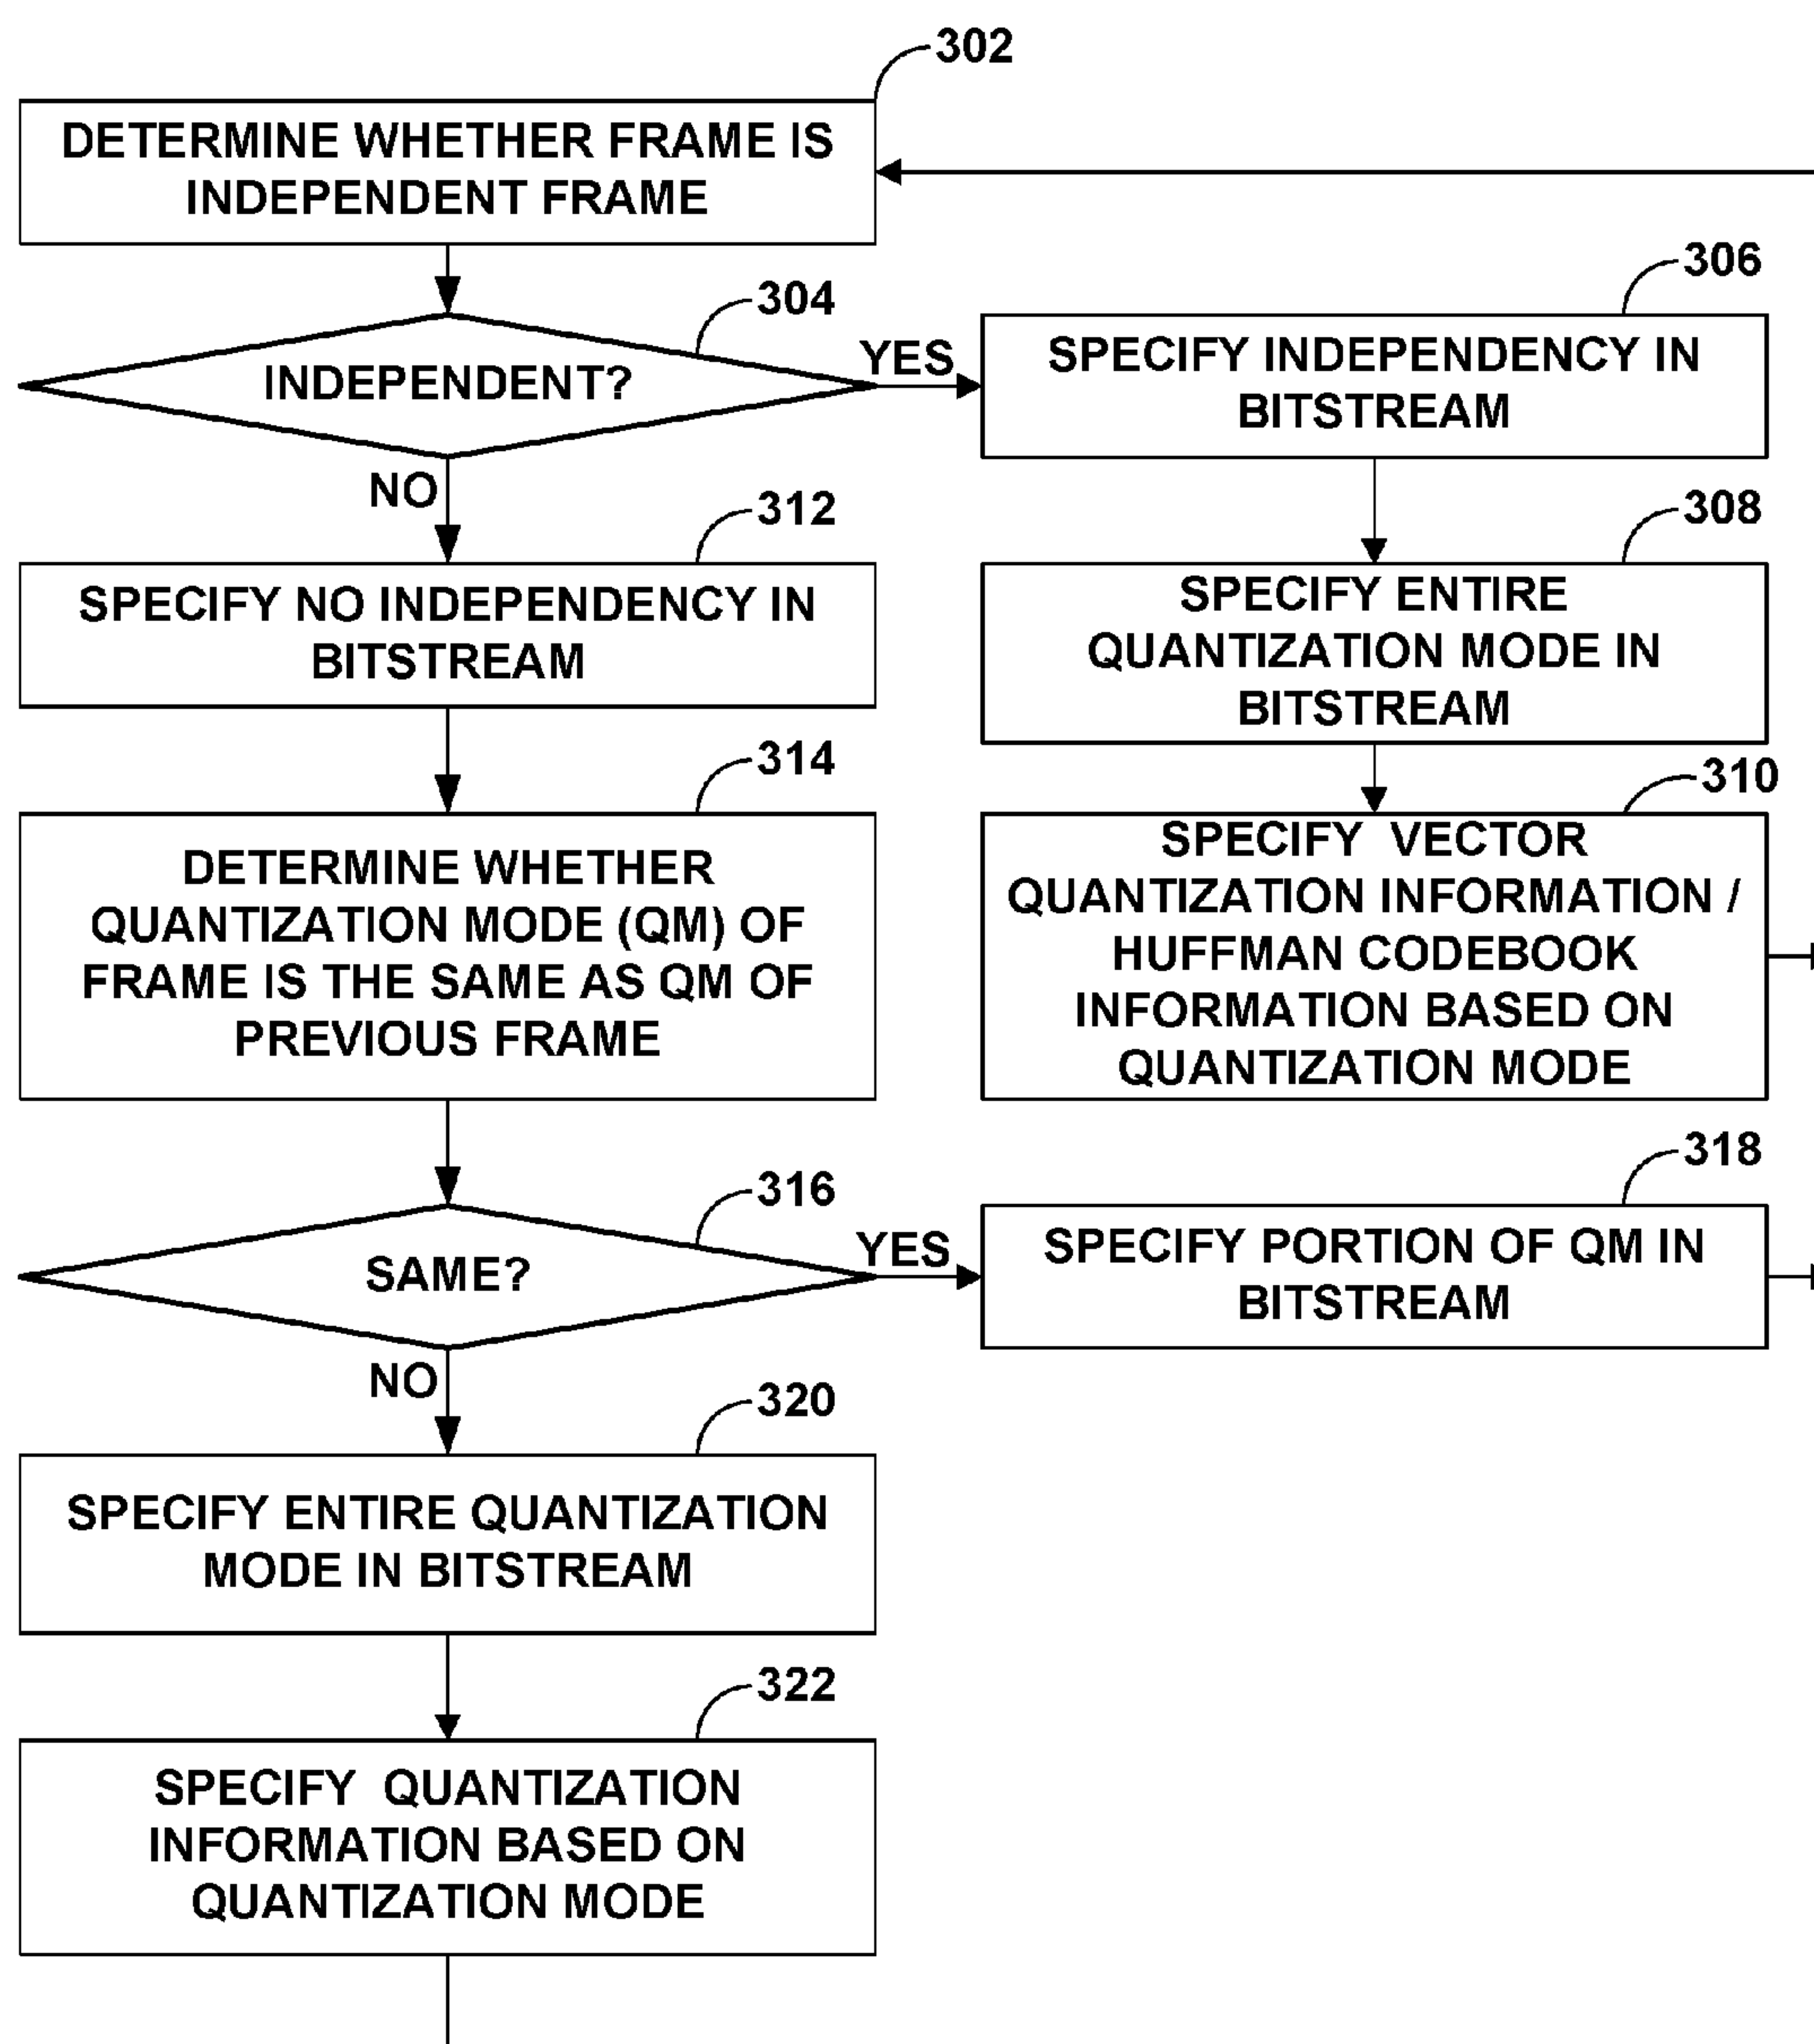 302
DETERMINE WHETHER FRAME IS
INDEPENDENT FRAME
304
INDEPENDENT?
YES
306
SPECIFY INDEPENDENCY IN
BITSTREAM
NO
308
SPECIFY ENTIRE
QUANTIZATION MODE IN
BITSTREAM
312
SPECIFY NO INDEPENDENCY IN
BITSTREAM
310
SPECIFY VECTOR
QUANTIZATION INFORMATION /
HUFFMAN CODEBOOK
INFORMATION BASED ON
QUANTIZATION MODE
314
DETERMINE WHETHER
QUANTIZATION MODE (QM) OF
FRAME IS THE SAME AS QM OF
PREVIOUS FRAME
316
SAME?
YES
318
SPECIFY PORTION OF QM IN
BITSTREAM
NO
320
SPECIFY ENTIRE QUANTIZATION
MODE IN BITSTREAM
322
SPECIFY QUANTIZATION
INFORMATION BASED ON
QUANTIZATION MODE